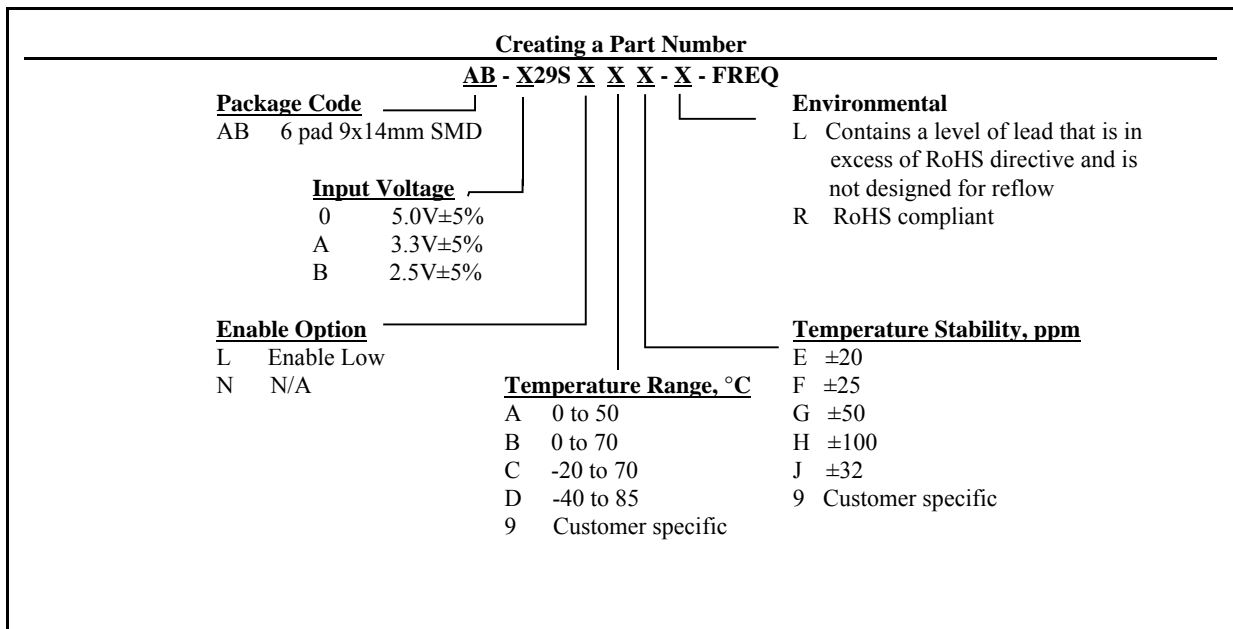 Creating a Part Number
AB - X29S X X X - X - FREQ
Package Code
AB 6 pad 9x14mm SMD
Input Voltage
0 5.0V±5%
A 3.3V±5%
B 2.5V±5%
Enable Option
L Enable Low
N N/A
Temperature Range, °C
A 0 to 50
B 0 to 70
C -20 to 70
D -40 to 85
9 Customer specific
Environmental
L Contains a level of lead that is in
excess of RoHS directive and is
not designed for reflow
R RoHS compliant
Temperature Stability, ppm
E ±20
F ±25
G ±50
H ±100
J ±32
9 Customer specific